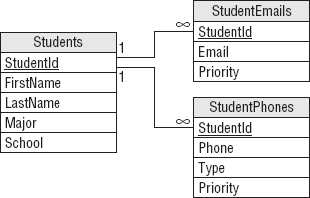 Students
StudentId
FirstName
LastName
Major
School
1
1
∞
∞
StudentEmails
StudentId
Email
Priority
StudentPhones
StudentId
Phone
Type
Priority